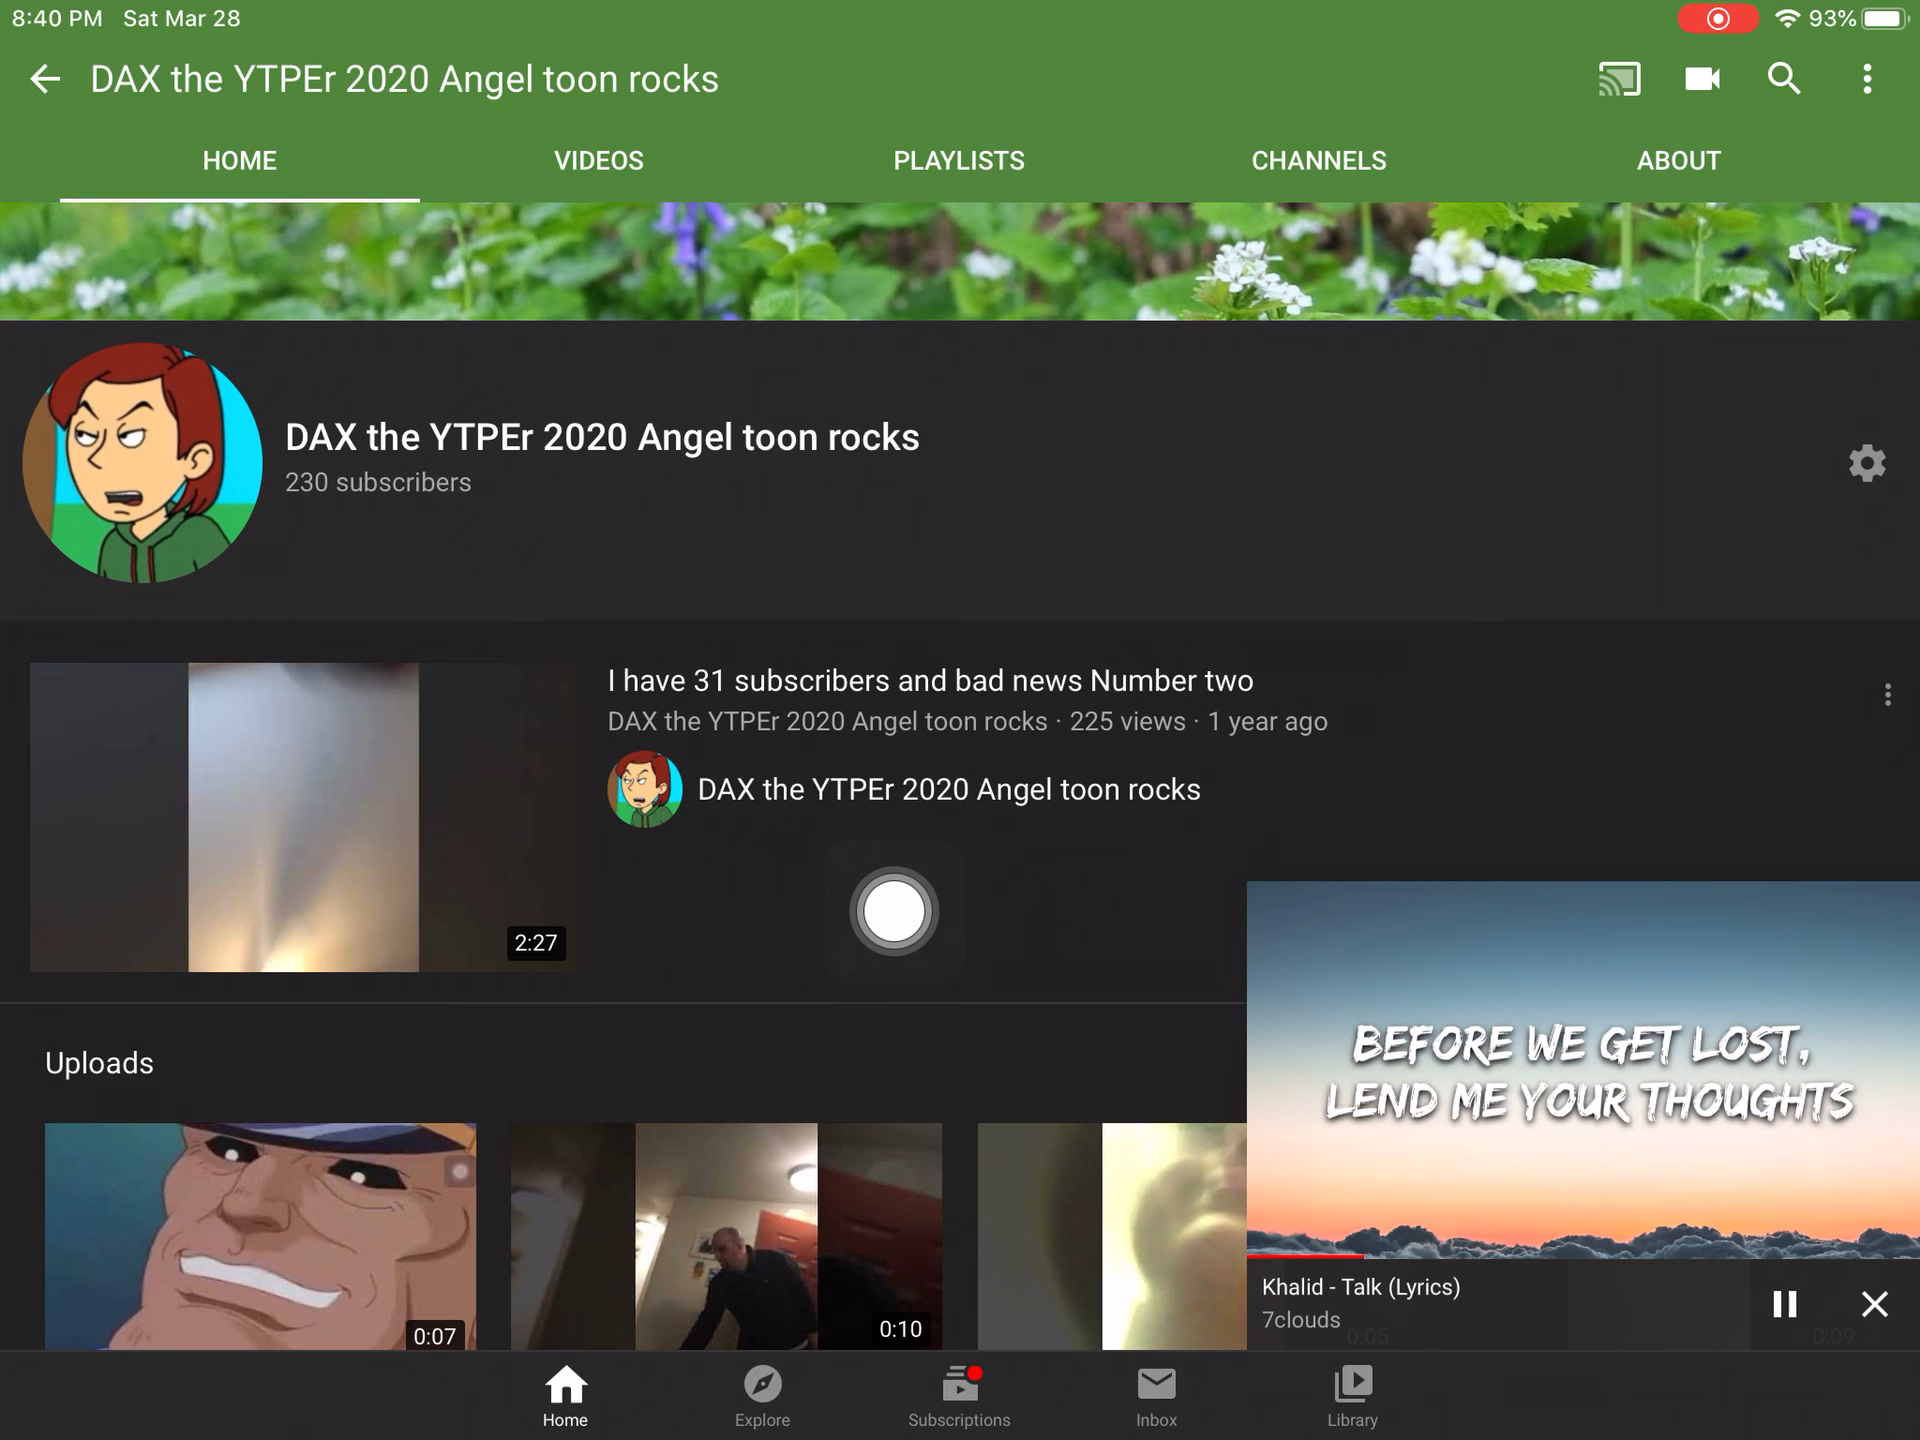 8:40 PM Sat Mar 28
93%
DAX the YTPEr 2020 Angel toon rocks
HOME VIDEOS PLAYLISTS CHANNELS ABOUT
DAX the YTPEr 2020 Angel toon rocks
230 subscribers
I have 31 subscribers and bad news Number two
DAX the YTPEr 2020 Angel toon rocks · 225 views · 1 year ago
DAX the YTPEr 2020 Angel toon rocks
2:27
Uploads
0:07
0:10
BEFORE WE GET LOST,
LEND ME YOUR THOUGHTS
Khalid - Talk (Lyrics)
7clouds
0:05
0:09
Home Explore Subscriptions Inbox Library